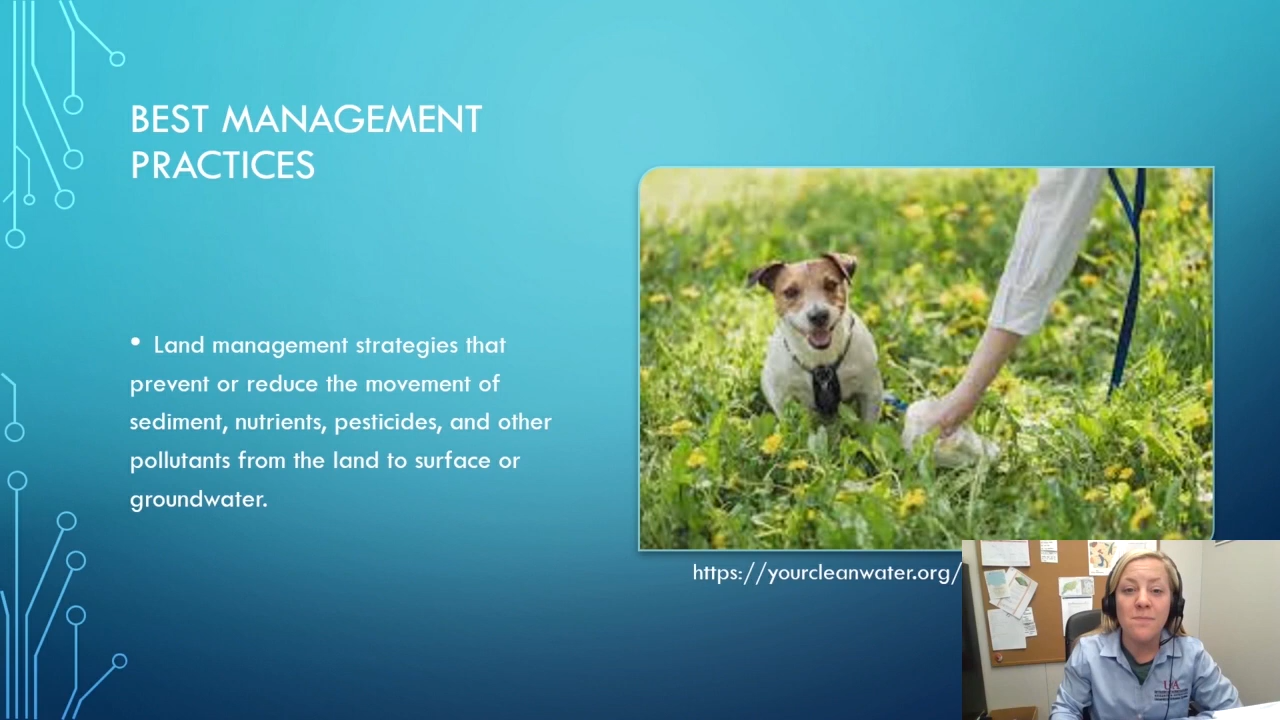 BEST MANAGEMENT
PRACTICES
• Land management strategies that
prevent or reduce the movement of
sediment, nutrients, pesticides, and other
pollutants from the land to surface or
groundwater.
https://yourcleanwater.org/